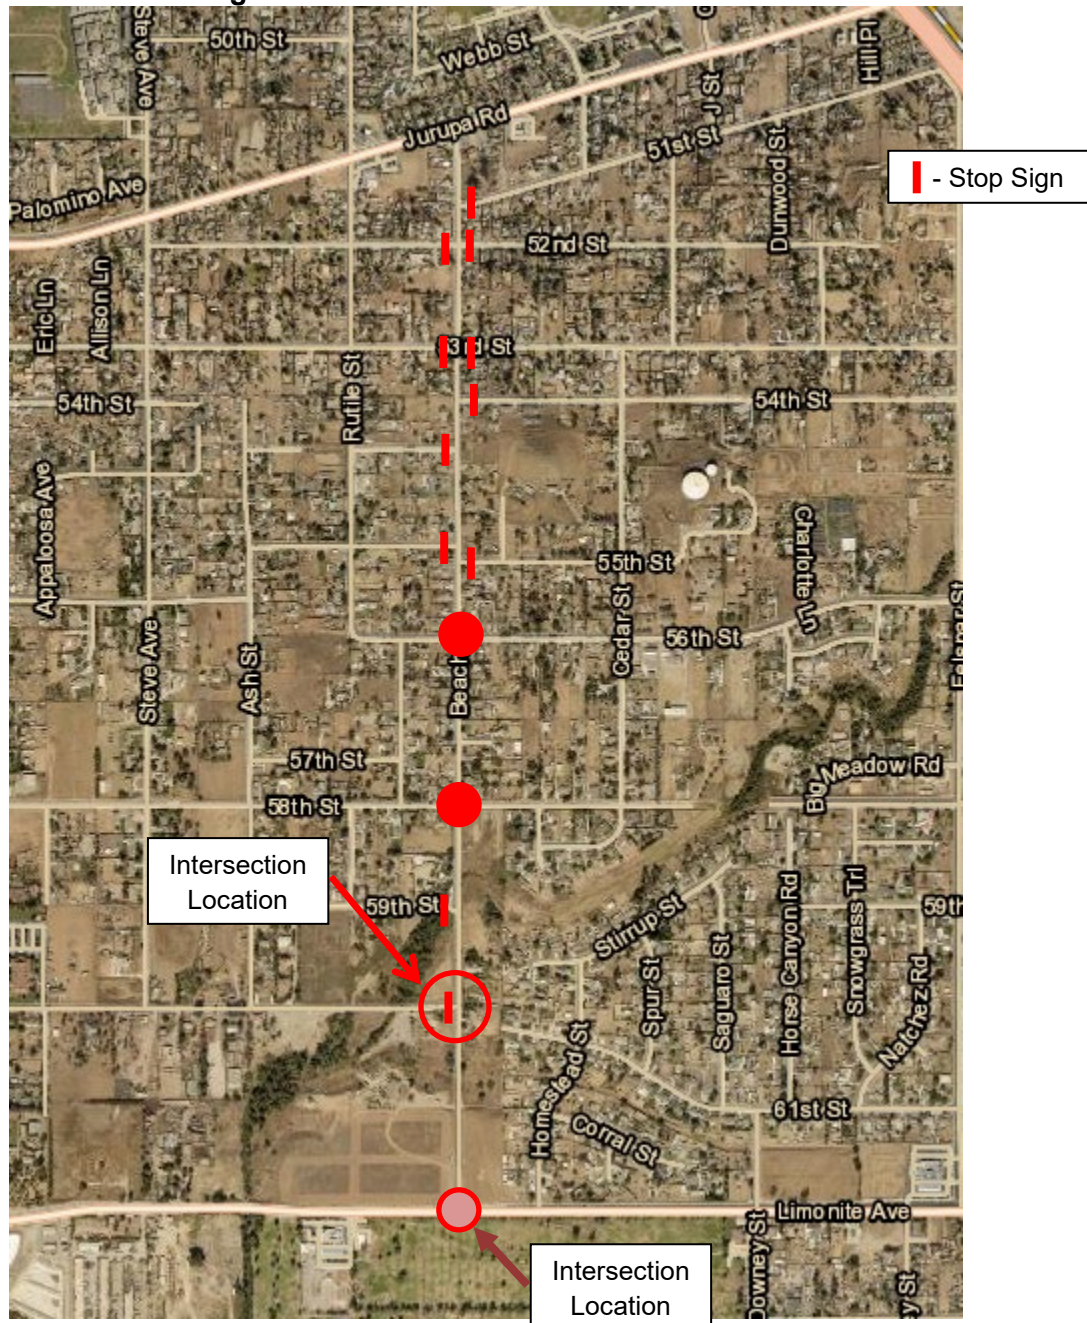 Steve Ave
50th St
Webb St
J St
Hill Pl
Jurupa Rd
51st St
Dunwood St
- Stop Sign
Palomino Ave
52nd St
Eric Ln
Allison Ln
53rd St
Rutile St
54th St
54th St
Appaloosa Ave
Charlotte Ln
55th St
Cedar St
56th St
Felspar St
Steve Ave
Ash St
Beach
57th St
Big Meadow Rd
58th St
Intersection
Location
59th St
Stirrup St
Spur St
Saguaro St
Horse Canyon Rd
Snowgrass Trl
59th
Natchez Rd
Homestead St
Corral St
61st St
Limonite Ave
Downey St
Intersection
Location
y St